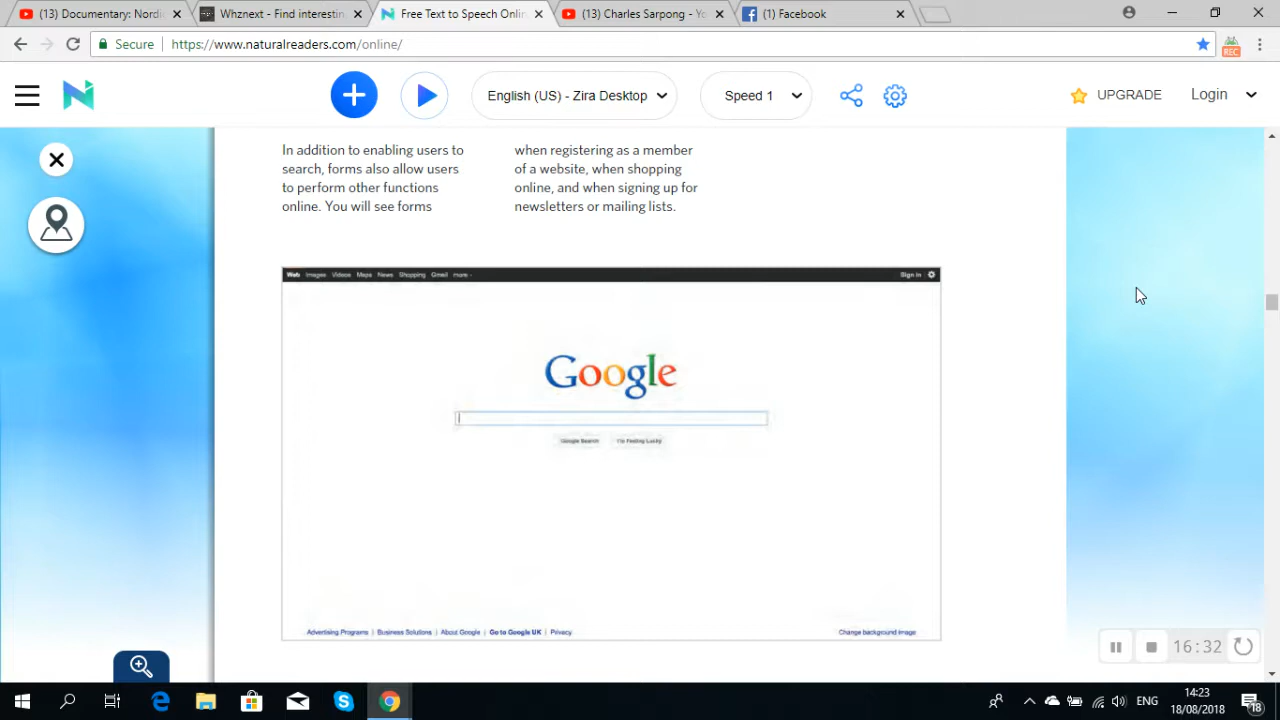 (13) Documentary: Nordi
Whznext - Find interestin
Free Text to Speech Onlin
(13) Charles Sarpong - Yo
(1) Facebook
Secure
https://www.naturalreaders.com/online/
REC
English (US) - Zira Desktop
Speed 1
UPGRADE
Login
In addition to enabling users to
search, forms also allow users
to perform other functions
online. You will see forms
when registering as a member
of a website, when shopping
online, and when signing up for
newsletters or mailing lists.
Web Images Videos Maps News Shopping Gmail more
Sign in
Google
Google Search
I'm Feeling Lucky
Advertising Programs | Business Solutions | About Google | Go to Google UK | Privacy
Change background image
16:32
ENG
14:23
18/08/2018
18